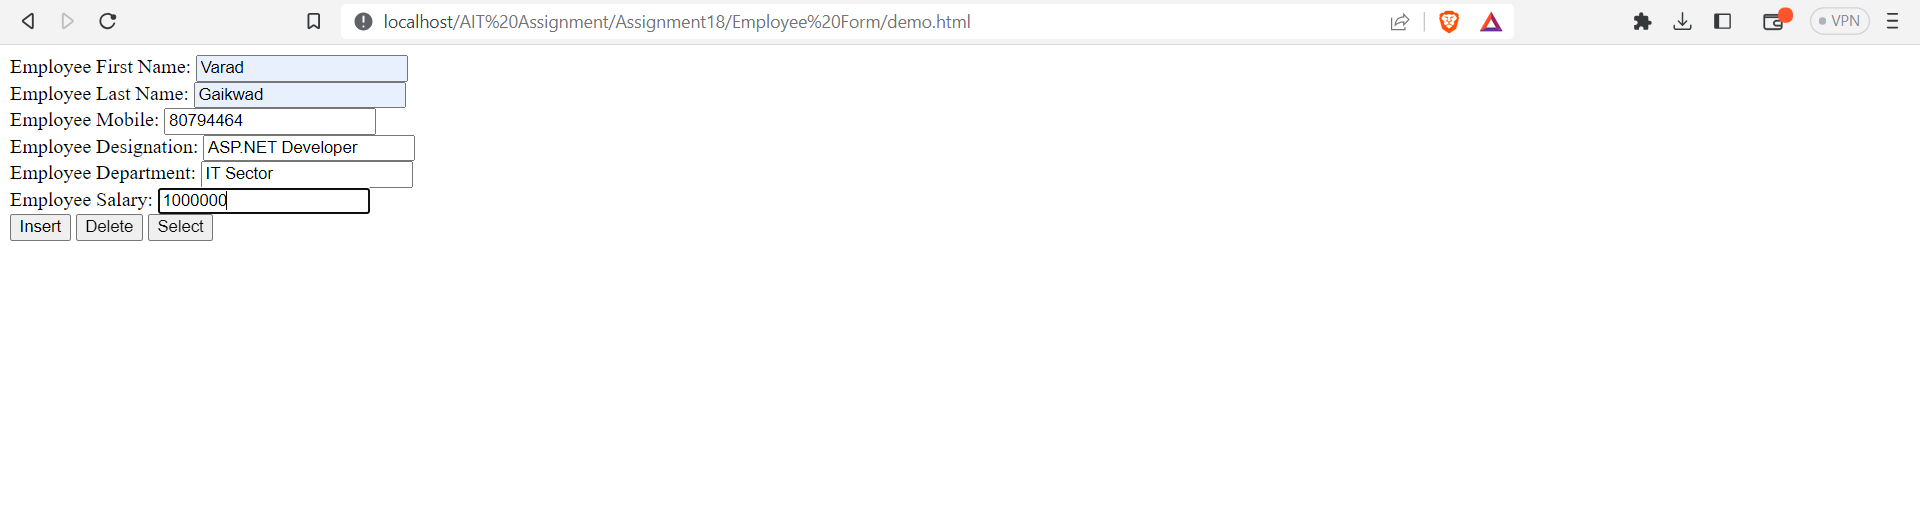 localhost/AIT%20Assignment/Assignment18/Employee%20Form/demo.html
VPN
Employee First Name: Varad
Employee Last Name: Gaikwad
Employee Mobile: 80794464
Employee Designation: ASP.NET Developer
Employee Department: IT Sector
Employee Salary: 1000000
Insert Delete Select